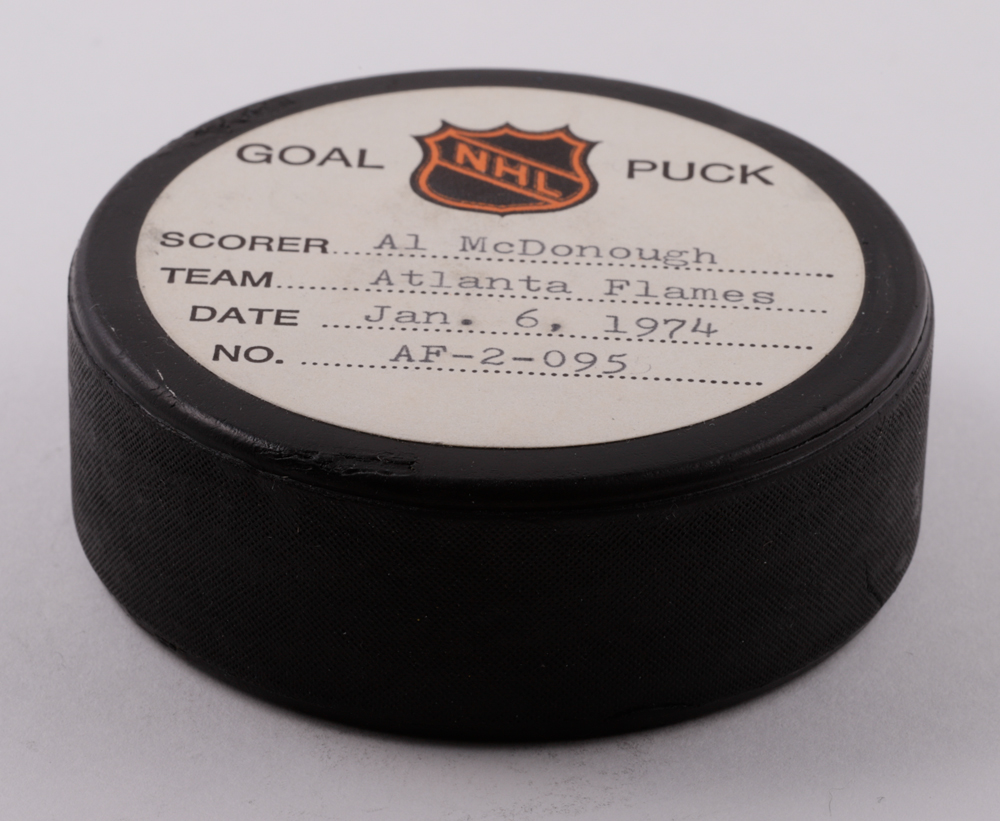 GOAL NHL PUCK
SCORER Al McDonough
TEAM Atlanta Flames
DATE Jan. 6, 1974
NO. AF-2-095